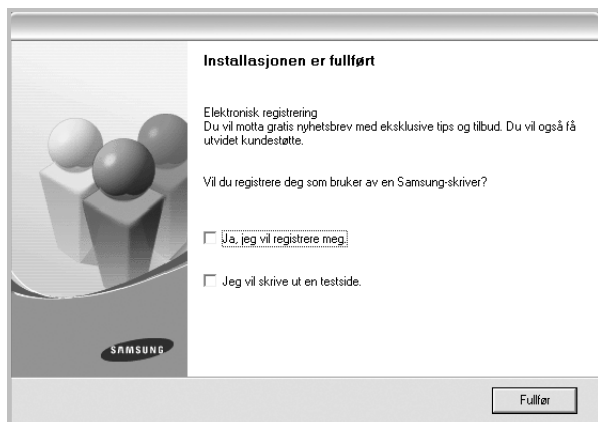 Installasjonen er fullført
Elektronisk registrering
Du vil motta gratis nyhetsbrev med eksklusive tips og tilbud. Du vil også få
utvidet kundestøtte.
Vil du registrere deg som bruker av en Samsung-skriver?
Ja, jeg vil registrere meg.
Jeg vil skrive ut en testside.
SAMSUNG
Fullfør